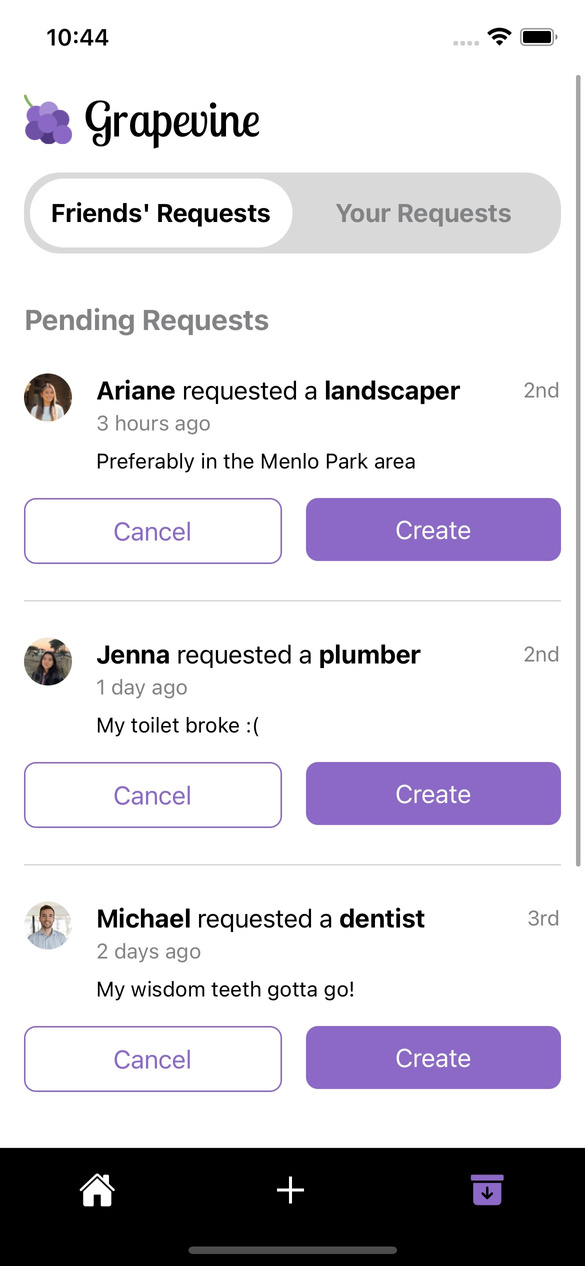 10:44
Grapevine
Friends' Requests
Your Requests
Pending Requests
Ariane requested a landscaper
2nd
3 hours ago
Preferably in the Menlo Park area
Cancel
Create
Jenna requested a plumber
2nd
1 day ago
My toilet broke :(
Cancel
Create
Michael requested a dentist
3rd
2 days ago
My wisdom teeth gotta go!
Cancel
Create